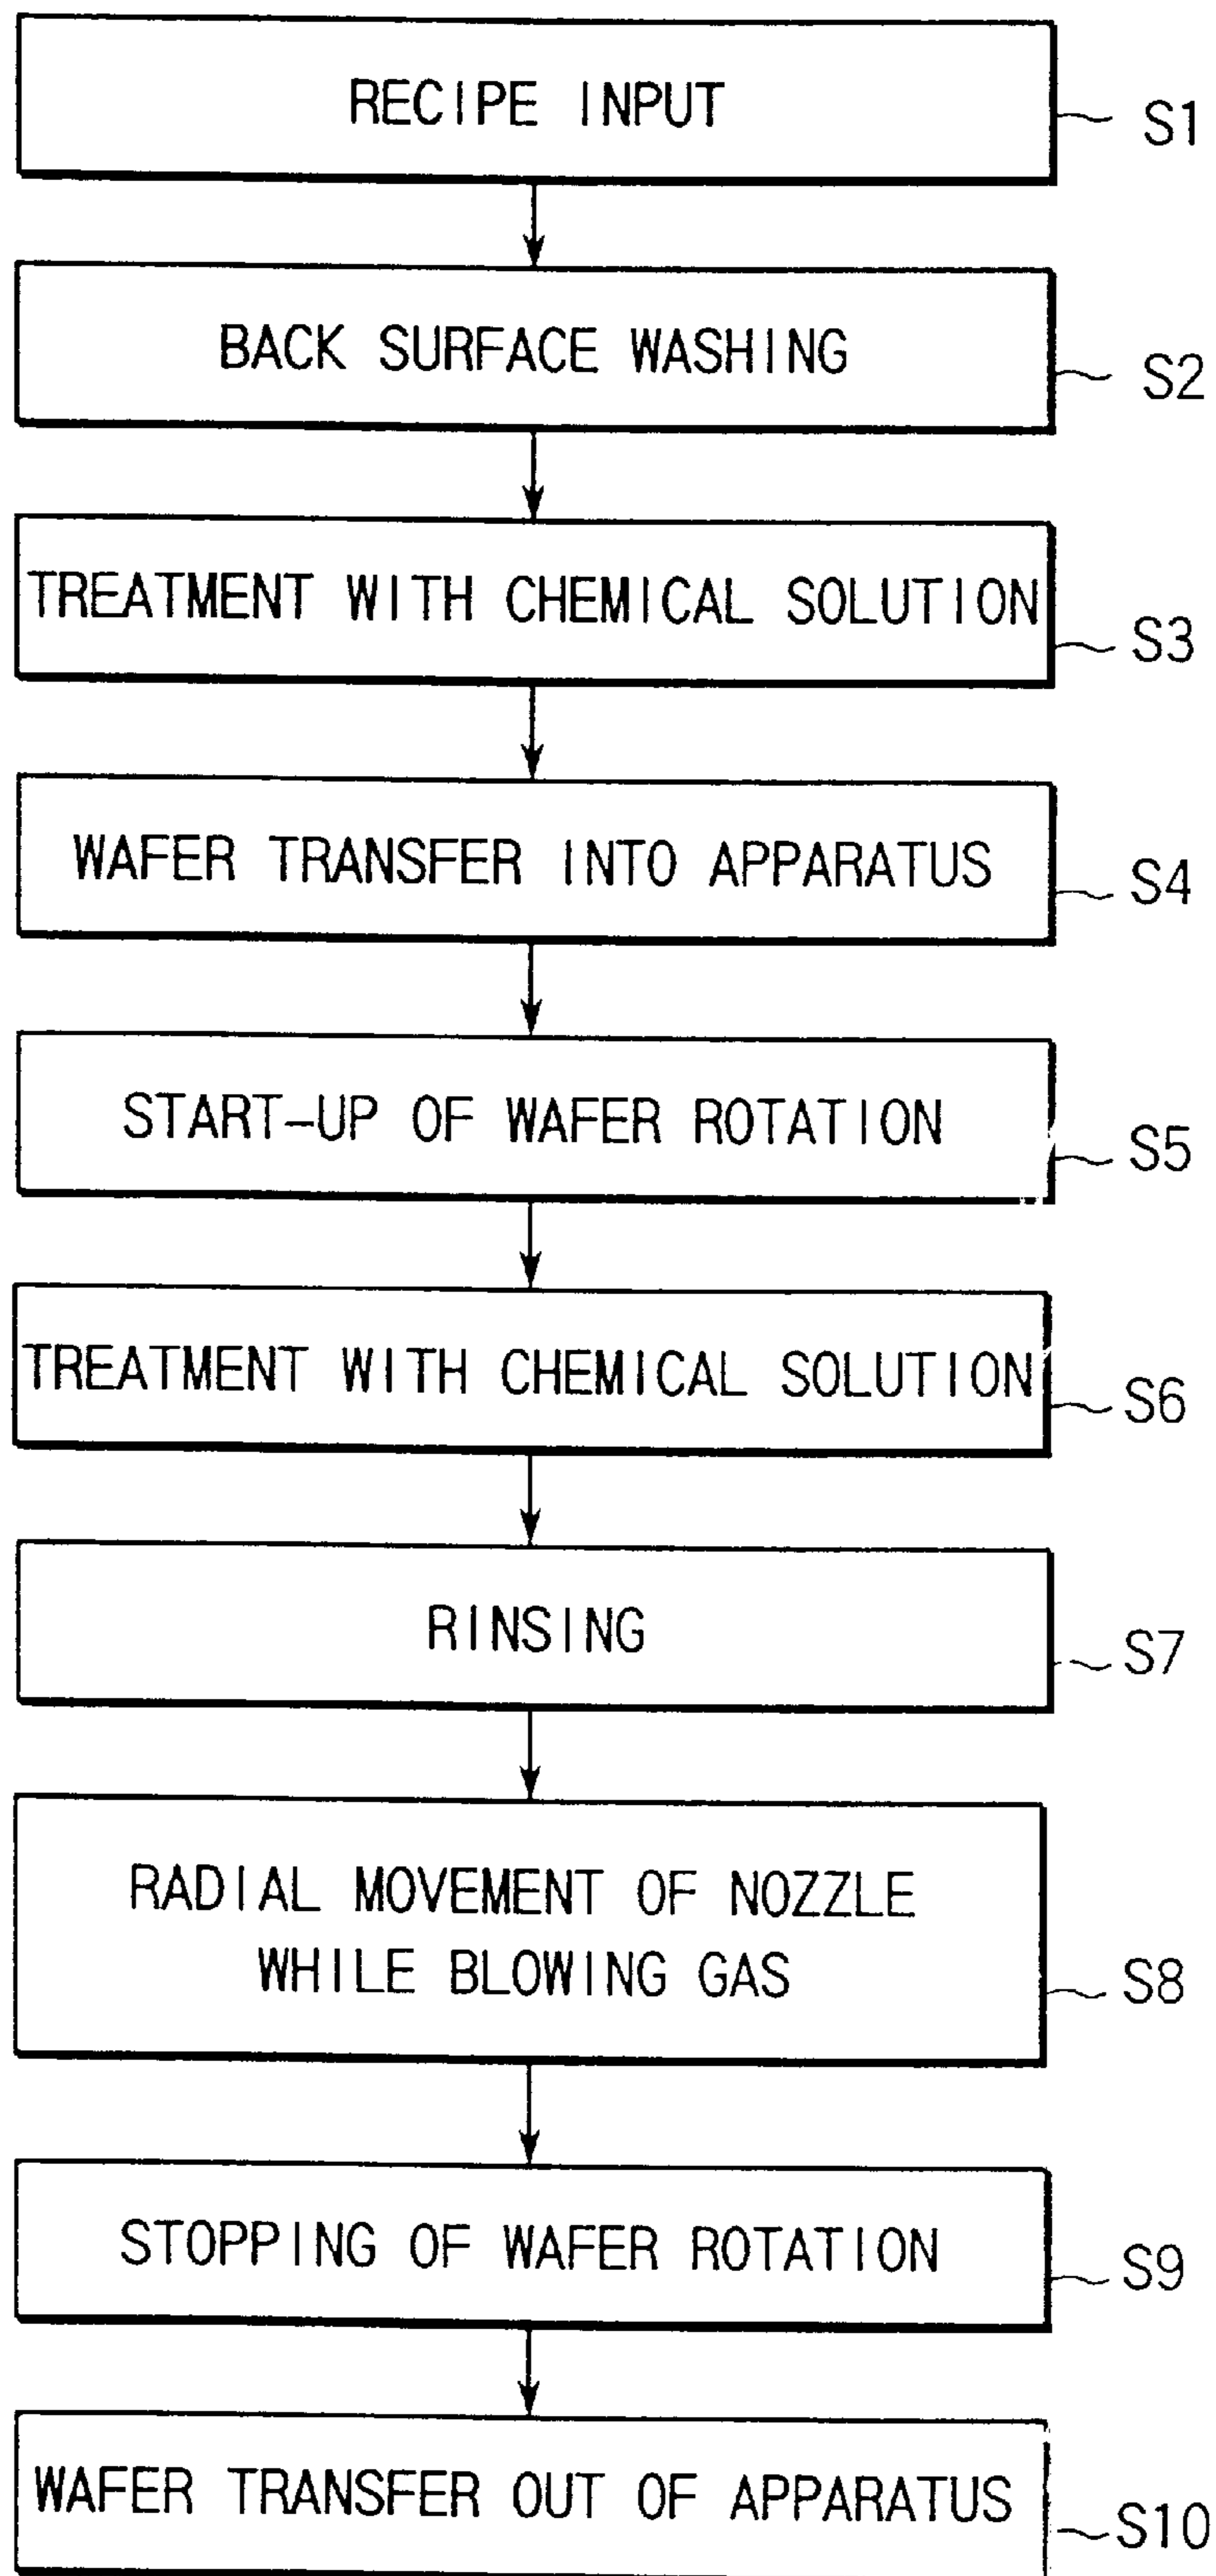 RECIPE INPUT
S1
BACK SURFACE WASHING
S2
TREATMENT WITH CHEMICAL SOLUTION
S3
WAFER TRANSFER INTO APPARATUS
S4
START-UP OF WAFER ROTATION
S5
TREATMENT WITH CHEMICAL SOLUTION
S6
RINSING
S7
RADIAL MOVEMENT OF NOZZLE
WHILE BLOWING GAS
S8
STOPPING OF WAFER ROTATION
S9
WAFER TRANSFER OUT OF APPARATUS
S10